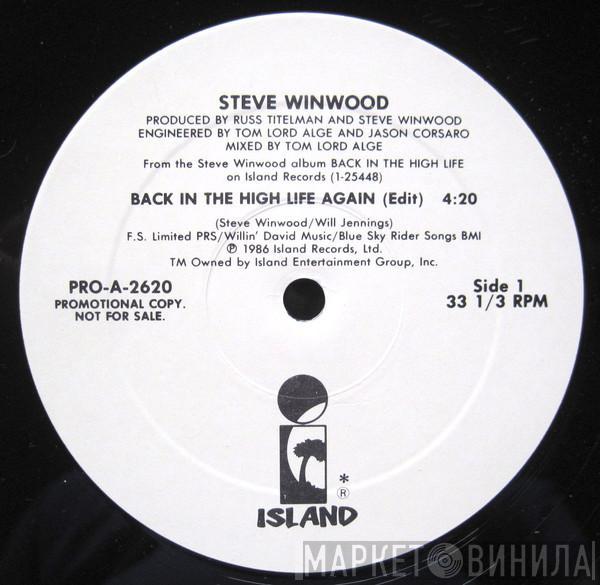 STEVE WINWOOD
PRODUCED BY RUSS TITELMAN AND STEVE WINWOOD
ENGINEERED BY TOM LORD ALGE AND JASON CORSARO
MIXED BY TOM LORD ALGE
From the Steve Winwood album BACK IN THE HIGH LIFE
on Island Records (1-25448)
BACK IN THE HIGH LIFE AGAIN (Edit) 4:20
(Steve Winwood/Will Jennings)
F.S. Limited PRS/Willin' David Music/Blue Sky Rider Songs BMI
℗ 1986 Island Records, Ltd.
TM Owned by Island Entertainment Group, Inc.
PRO-A-2620
PROMOTIONAL COPY.
NOT FOR SALE.
Side 1
33 1/3 RPM
*
®
ISLAND
МАРКЕТ ВИНИЛА